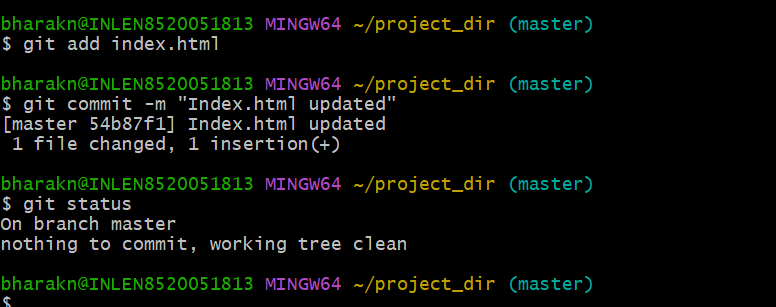 bharakn@INLEN8520051813 MINGW64 ~/project_dir (master)
$ git add index.html
bharakn@INLEN8520051813 MINGW64 ~/project_dir (master)
$ git commit -m "Index.html updated"
[master 54b87f1] Index.html updated
 1 file changed, 1 insertion(+)
bharakn@INLEN8520051813 MINGW64 ~/project_dir (master)
$ git status
On branch master
nothing to commit, working tree clean
bharakn@INLEN8520051813 MINGW64 ~/project_dir (master)
$